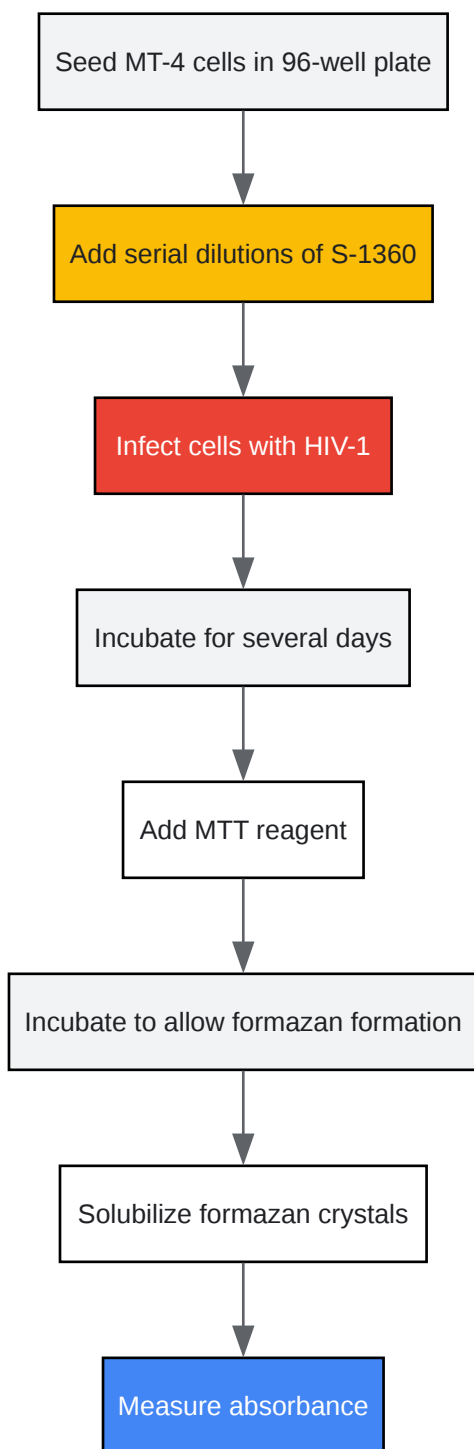 Seed MT-4 cells in 96-well plate
Add serial dilutions of S-1360
Infect cells with HIV-1
Incubate for several days
Add MTT reagent
Incubate to allow formazan formation
Solubilize formazan crystals
Measure absorbance